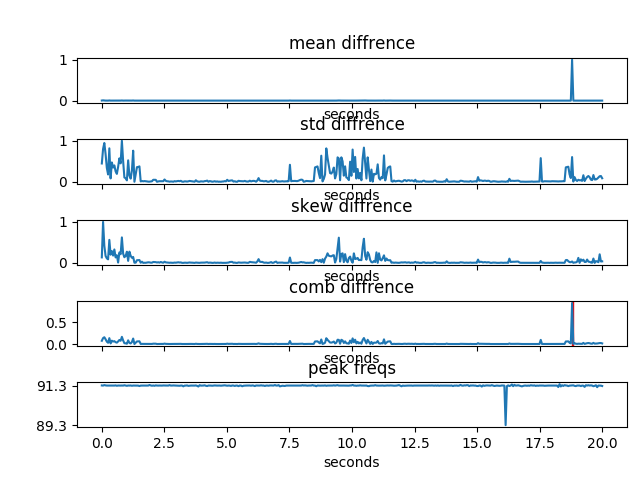 mean diffrence
1
0
seconds
std diffrence
1
0
seconds
skew diffrence
1
0
seconds
comb diffrence
0.5
0.0
seconds
peak freqs
91.3
89.3
0.0 2.5 5.0 7.5 10.0 12.5 15.0 17.5 20.0
seconds